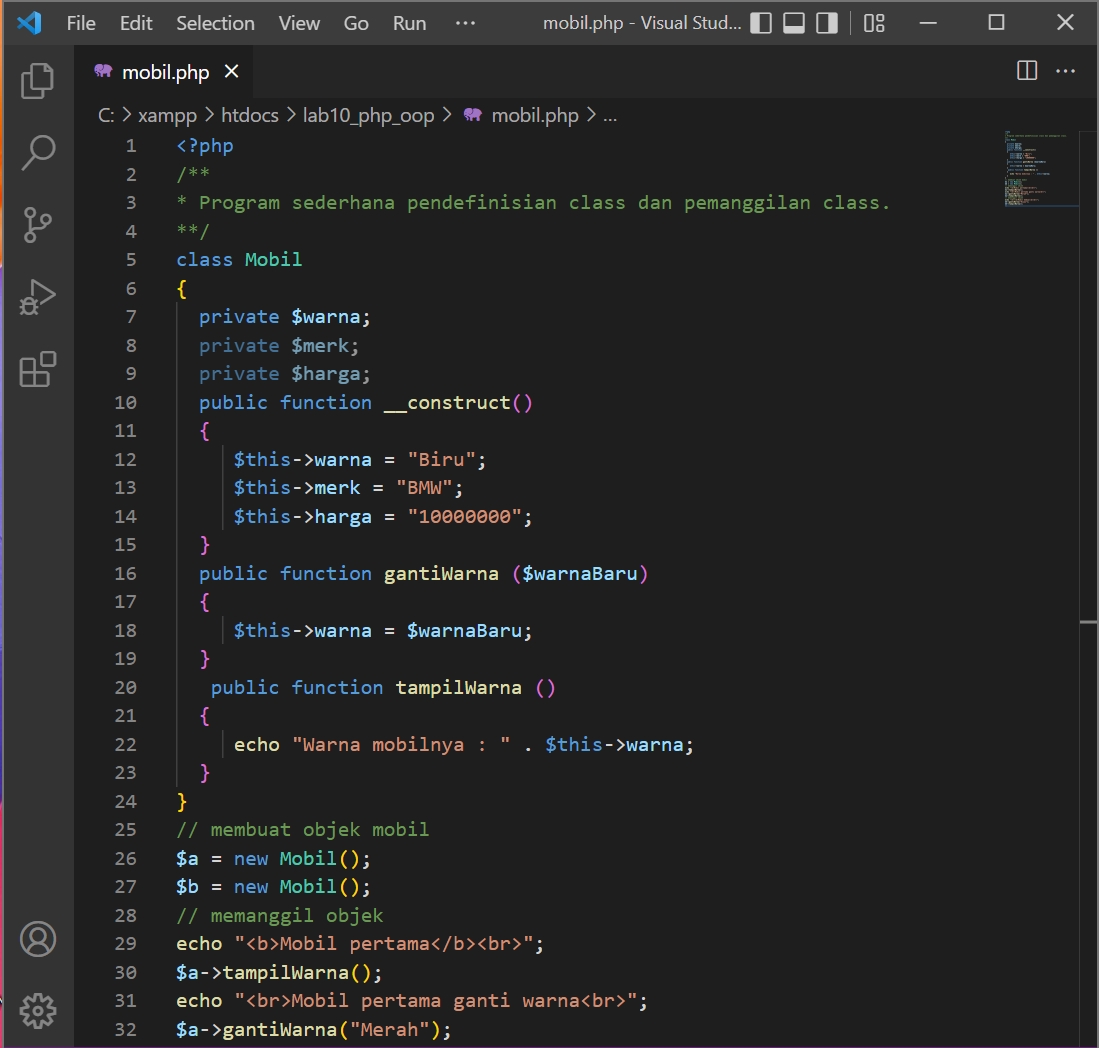 File Edit Selection View Go Run ··· mobil.php - Visual Stud...
mobil.php
C: > xampp > htdocs > lab10_php_oop > mobil.php > ...
1 <?php
2 /**
3 * Program sederhana pendefinisian class dan pemanggilan class.
4 **/
5 class Mobil
6 {
7 private $warna;
8 private $merk;
9 private $harga;
10 public function __construct()
11 {
12 $this->warna = "Biru";
13 $this->merk = "BMW";
14 $this->harga = "10000000";
15 }
16 public function gantiWarna ($warnaBaru)
17 {
18 $this->warna = $warnaBaru;
19 }
20 public function tampilWarna ()
21 {
22 echo "Warna mobilnya : " . $this->warna;
23 }
24 }
25 // membuat objek mobil
26 $a = new Mobil();
27 $b = new Mobil();
28 // memanggil objek
29 echo "<b>Mobil pertama</b><br>";
30 $a->tampilWarna();
31 echo "<br>Mobil pertama ganti warna<br>";
32 $a->gantiWarna("Merah");